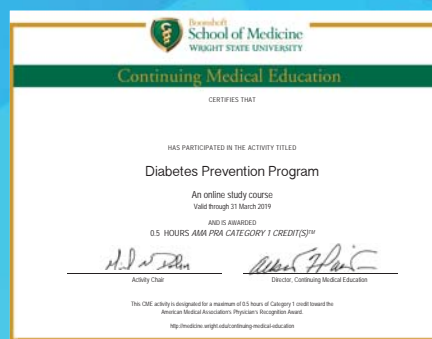 Boonshoft
School of Medicine
WRIGHT STATE UNIVERSITY
Continuing Medical Education
CERTIFIES THAT
HAS PARTICIPATED IN THE ACTIVITY TITLED
Diabetes Prevention Program
An online study course
Valid through 31 March 2019
AND IS AWARDED
0.5 HOURS AMA PRA CATEGORY 1 CREDIT(S)™
Activity Chair
Director, Continuing Medical Education
This CME activity is designated for a maximum of 0.5 hours of Category 1 credit toward the
American Medical Association's Physician's Recognition Award.
http://medicine.wright.edu/continuing-medical-education